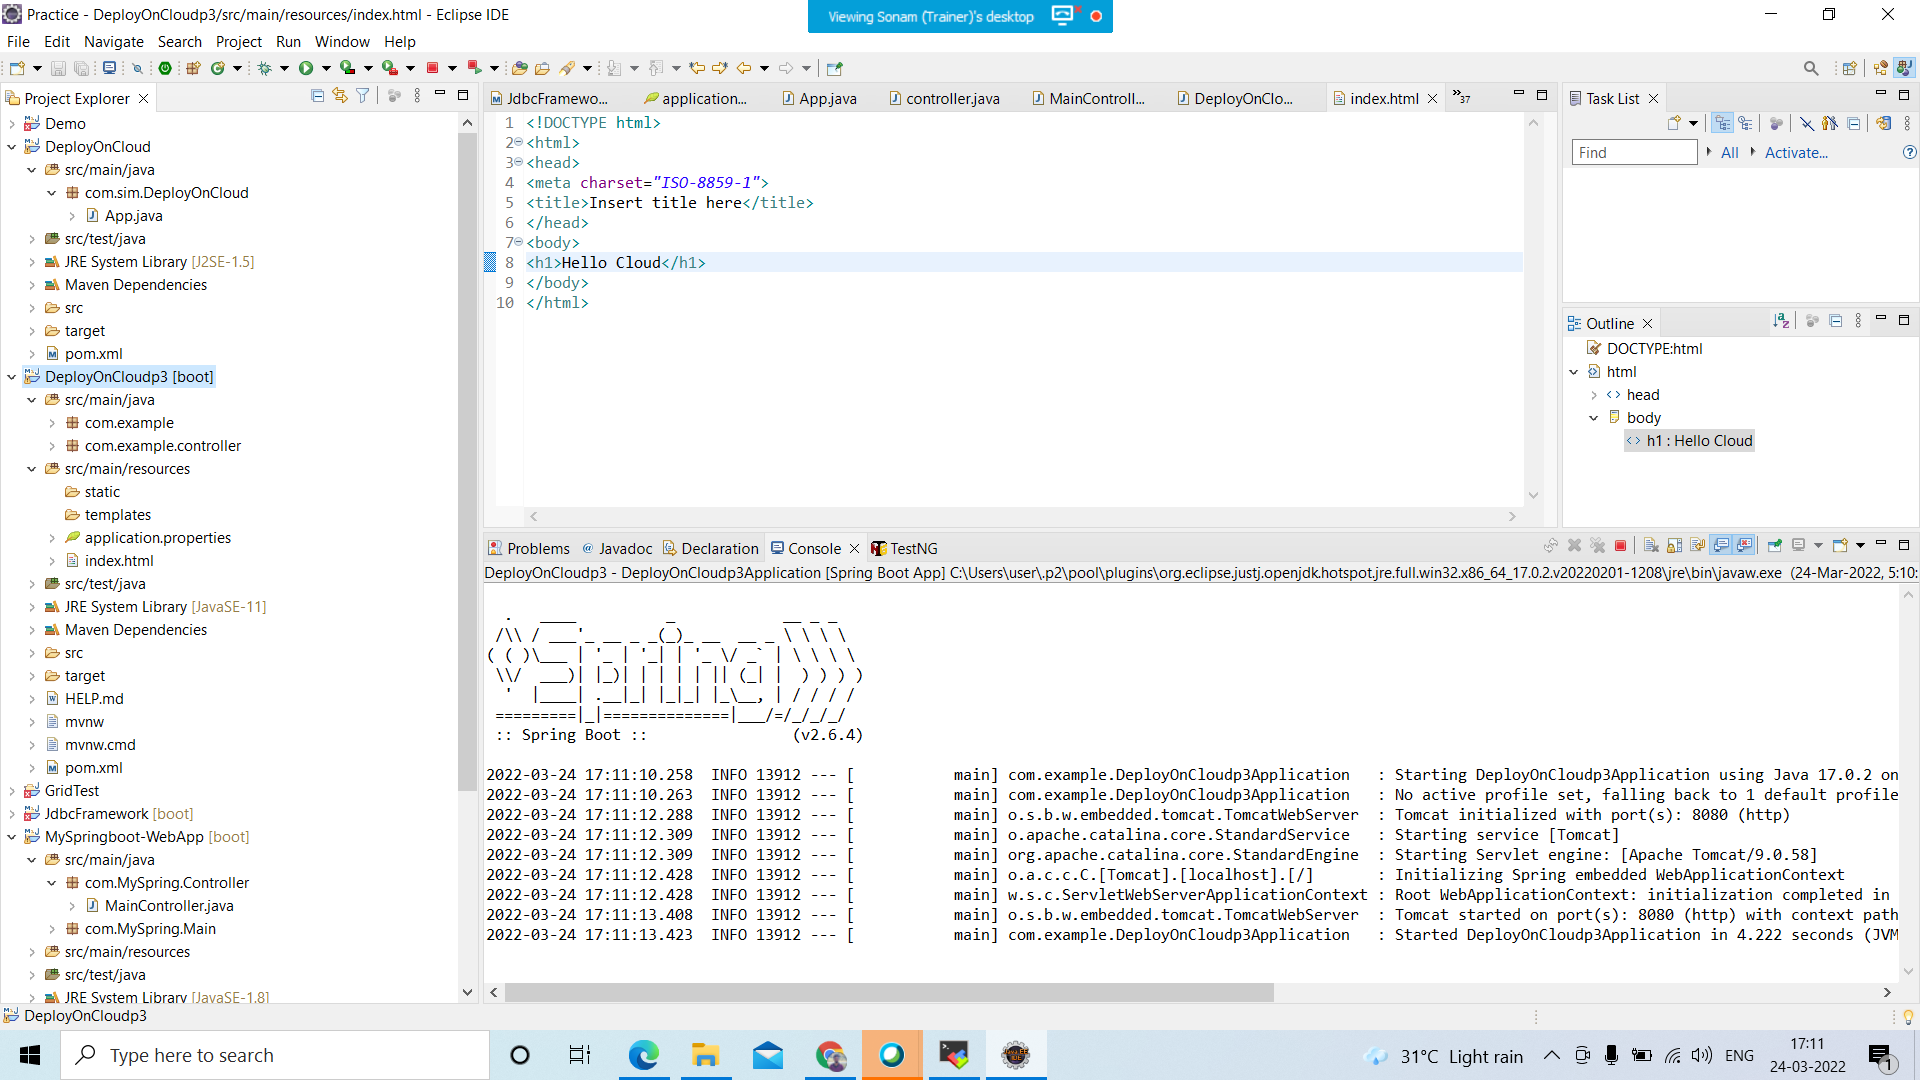 Practice - DeployOnCloudp3/src/main/resources/index.html - Eclipse IDE
Viewing Sonam (Trainer)'s desktop
File Edit Navigate Search Project Run Window Help
Project Explorer
Demo
DeployOnCloud
src/main/java
com.sim.DeployOnCloud
App.java
src/test/java
JRE System Library [J2SE-1.5]
Maven Dependencies
src
target
pom.xml
DeployOnCloudp3 [boot]
src/main/java
com.example
com.example.controller
src/main/resources
static
templates
application.properties
index.html
src/test/java
JRE System Library [JavaSE-11]
Maven Dependencies
src
target
HELP.md
mvnw
mvnw.cmd
pom.xml
GridTest
JdbcFramework [boot]
MySpringboot-WebApp [boot]
src/main/java
com.MySpring.Controller
MainController.java
com.MySpring.Main
src/main/resources
src/test/java
JRE System Library [JavaSE-1.8]
JdbcFramewo... application... App.java controller.java MainControll... DeployOnClo... index.html »37
1 <!DOCTYPE html>
2 <html>
3 <head>
4 <meta charset="ISO-8859-1">
5 <title>Insert title here</title>
6 </head>
7 <body>
8 <h1>Hello Cloud</h1>
9 </body>
10 </html>
Task List
Find All Activate...
Outline
DOCTYPE:html
html
head
body
h1 : Hello Cloud
Problems @ Javadoc Declaration Console TestNG
DeployOnCloudp3 - DeployOnCloudp3Application [Spring Boot App] C:\Users\user\.p2\pool\plugins\org.eclipse.justj.openjdk.hotspot.jre.full.win32.x86_64_17.0.2.v20220201-1208\jre\bin\javaw.exe (24-Mar-2022, 5:10:
  .   ____          _            __ _ _
 /\\ / ___'_ __ _ _(_)_ __  __ _ \ \ \ \
( ( )\___ | '_ | '_| | '_ \/ _` | \ \ \ \
 \\/  ___)| |_)| | | | | || (_| |  ) ) ) )
  '  |____| .__|_| |_|_| |_\__, | / / / /
 =========|_|==============|___/=/_/_/_/
 :: Spring Boot ::                (v2.6.4)
2022-03-24 17:11:10.258  INFO 13912 --- [           main] com.example.DeployOnCloudp3Application   : Starting DeployOnCloudp3Application using Java 17.0.2 on
2022-03-24 17:11:10.263  INFO 13912 --- [           main] com.example.DeployOnCloudp3Application   : No active profile set, falling back to 1 default profile
2022-03-24 17:11:12.288  INFO 13912 --- [           main] o.s.b.w.embedded.tomcat.TomcatWebServer  : Tomcat initialized with port(s): 8080 (http)
2022-03-24 17:11:12.309  INFO 13912 --- [           main] o.apache.catalina.core.StandardService   : Starting service [Tomcat]
2022-03-24 17:11:12.309  INFO 13912 --- [           main] org.apache.catalina.core.StandardEngine  : Starting Servlet engine: [Apache Tomcat/9.0.58]
2022-03-24 17:11:12.428  INFO 13912 --- [           main] o.a.c.c.C.[Tomcat].[localhost].[/]       : Initializing Spring embedded WebApplicationContext
2022-03-24 17:11:12.428  INFO 13912 --- [           main] w.s.c.ServletWebServerApplicationContext : Root WebApplicationContext: initialization completed in
2022-03-24 17:11:13.408  INFO 13912 --- [           main] o.s.b.w.embedded.tomcat.TomcatWebServer  : Tomcat started on port(s): 8080 (http) with context path
2022-03-24 17:11:13.423  INFO 13912 --- [           main] com.example.DeployOnCloudp3Application   : Started DeployOnCloudp3Application in 4.222 seconds (JVM
DeployOnCloudp3
Type here to search
31°C Light rain
ENG
17:11
24-03-2022
1